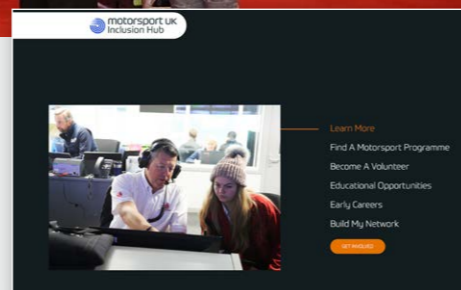 motorsport UK
Inclusion Hub
Learn More
Find A Motorsport Programme
Become A Volunteer
Educational Opportunities
Early Careers
Build My Network
GET INVOLVED